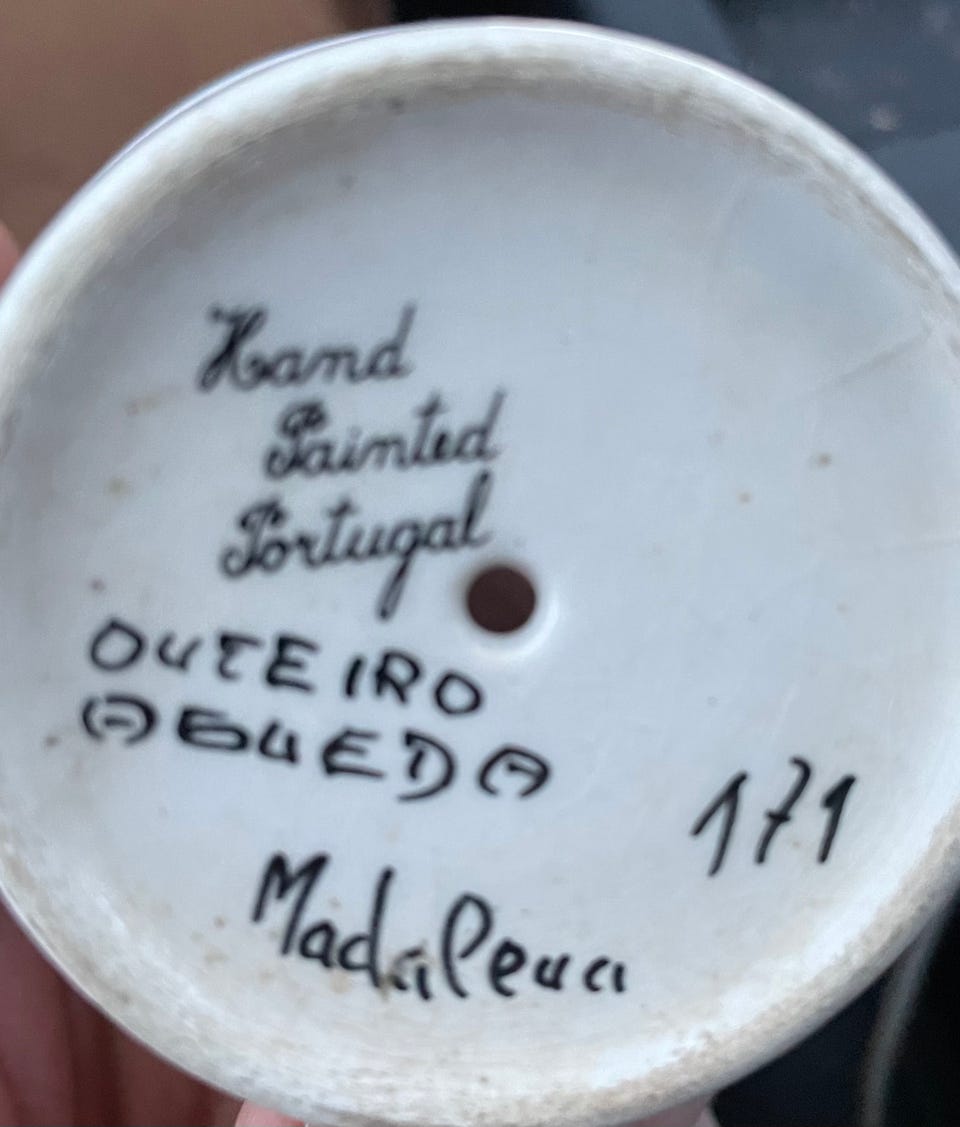 Hand
Painted
Portugal
OUTEIRO
AGUEDA
171
Madalena